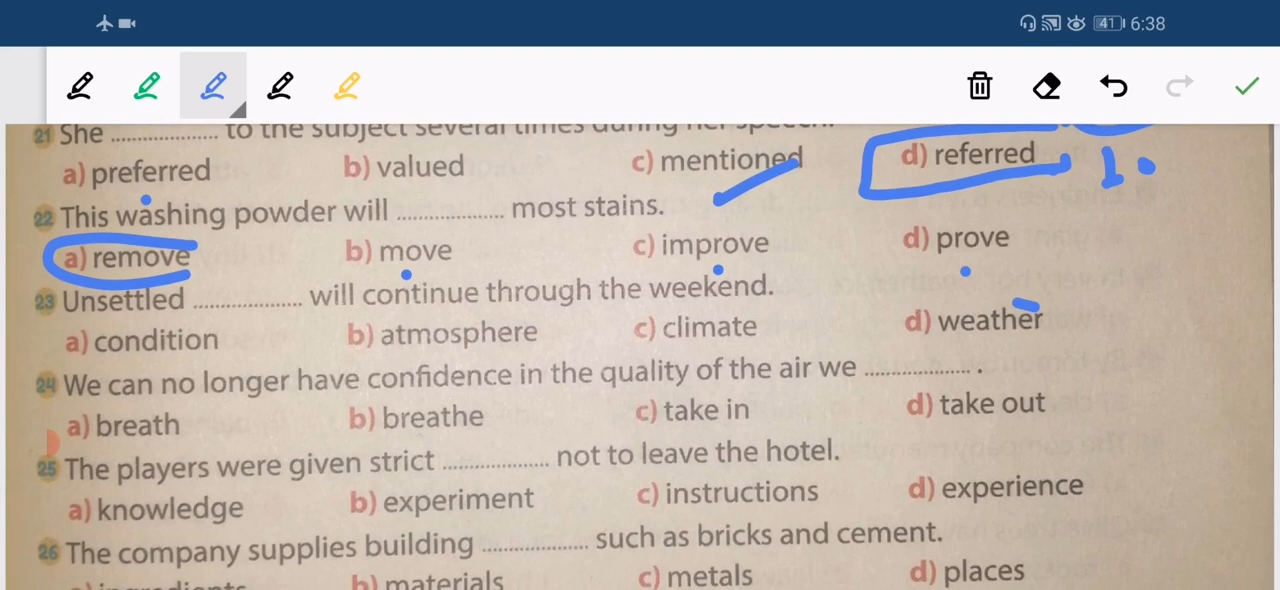 41 6:38
21 She .................... to the subject several times during her speech.
a) preferred b) valued c) mentioned d) referred 1.
22 This washing powder will .................... most stains.
a) remove b) move c) improve d) prove
23 Unsettled .................... will continue through the weekend.
a) condition b) atmosphere c) climate d) weather
24 We can no longer have confidence in the quality of the air we .................... .
a) breath b) breathe c) take in d) take out
25 The players were given strict .................... not to leave the hotel.
a) knowledge b) experiment c) instructions d) experience
26 The company supplies building .................... such as bricks and cement.
a) ingredients b) materials c) metals d) places